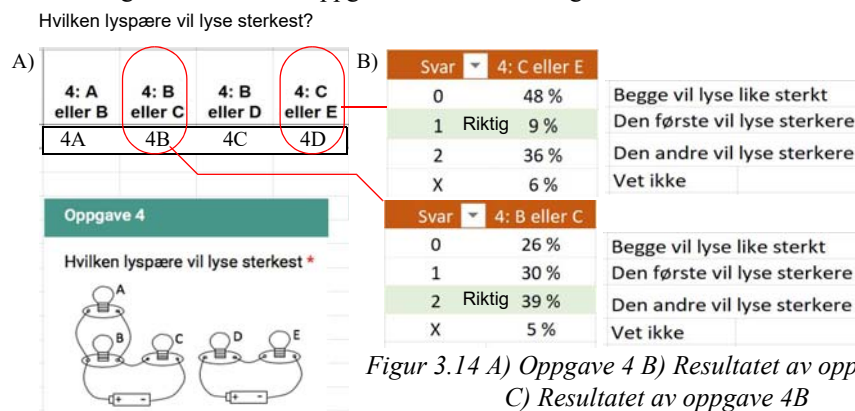 Hvilken lyspære vil lyse sterkest?
A)
4: A eller B 4: B eller C 4: B eller D 4: C eller E
4A 4B 4C 4D
Oppgave 4
Hvilken lyspære vil lyse sterkest *
A
B C D E
B)
Svar 4: C eller E
0 48 % Begge vil lyse like sterkt
1 Riktig 9 % Den første vil lyse sterkere
2 36 % Den andre vil lyse sterkere
X 6 % Vet ikke
Svar 4: B eller C
0 26 % Begge vil lyse like sterkt
1 30 % Den første vil lyse sterkere
2 Riktig 39 % Den andre vil lyse sterkere
X 5 % Vet ikke
Figur 3.14 A) Oppgave 4 B) Resultatet av opp
C) Resultatet av oppgave 4B